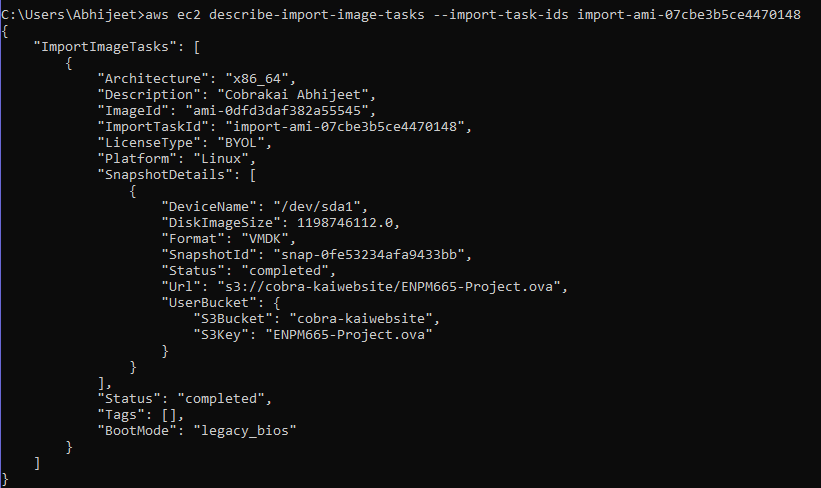 C:\Users\Abhijeet>aws ec2 describe-import-image-tasks --import-task-ids import-ami-07cbe3b5ce4470148
{
    "ImportImageTasks": [
        {
            "Architecture": "x86_64",
            "Description": "Cobrakai Abhijeet",
            "ImageId": "ami-0dfd3daf382a55545",
            "ImportTaskId": "import-ami-07cbe3b5ce4470148",
            "LicenseType": "BYOL",
            "Platform": "Linux",
            "SnapshotDetails": [
                {
                    "DeviceName": "/dev/sda1",
                    "DiskImageSize": 1198746112.0,
                    "Format": "VMDK",
                    "SnapshotId": "snap-0fe53234afa9433bb",
                    "Status": "completed",
                    "Url": "s3://cobra-kaiwebsite/ENPM665-Project.ova",
                    "UserBucket": {
                        "S3Bucket": "cobra-kaiwebsite",
                        "S3Key": "ENPM665-Project.ova"
                    }
                }
            ],
            "Status": "completed",
            "Tags": [],
            "BootMode": "legacy_bios"
        }
    ]
}